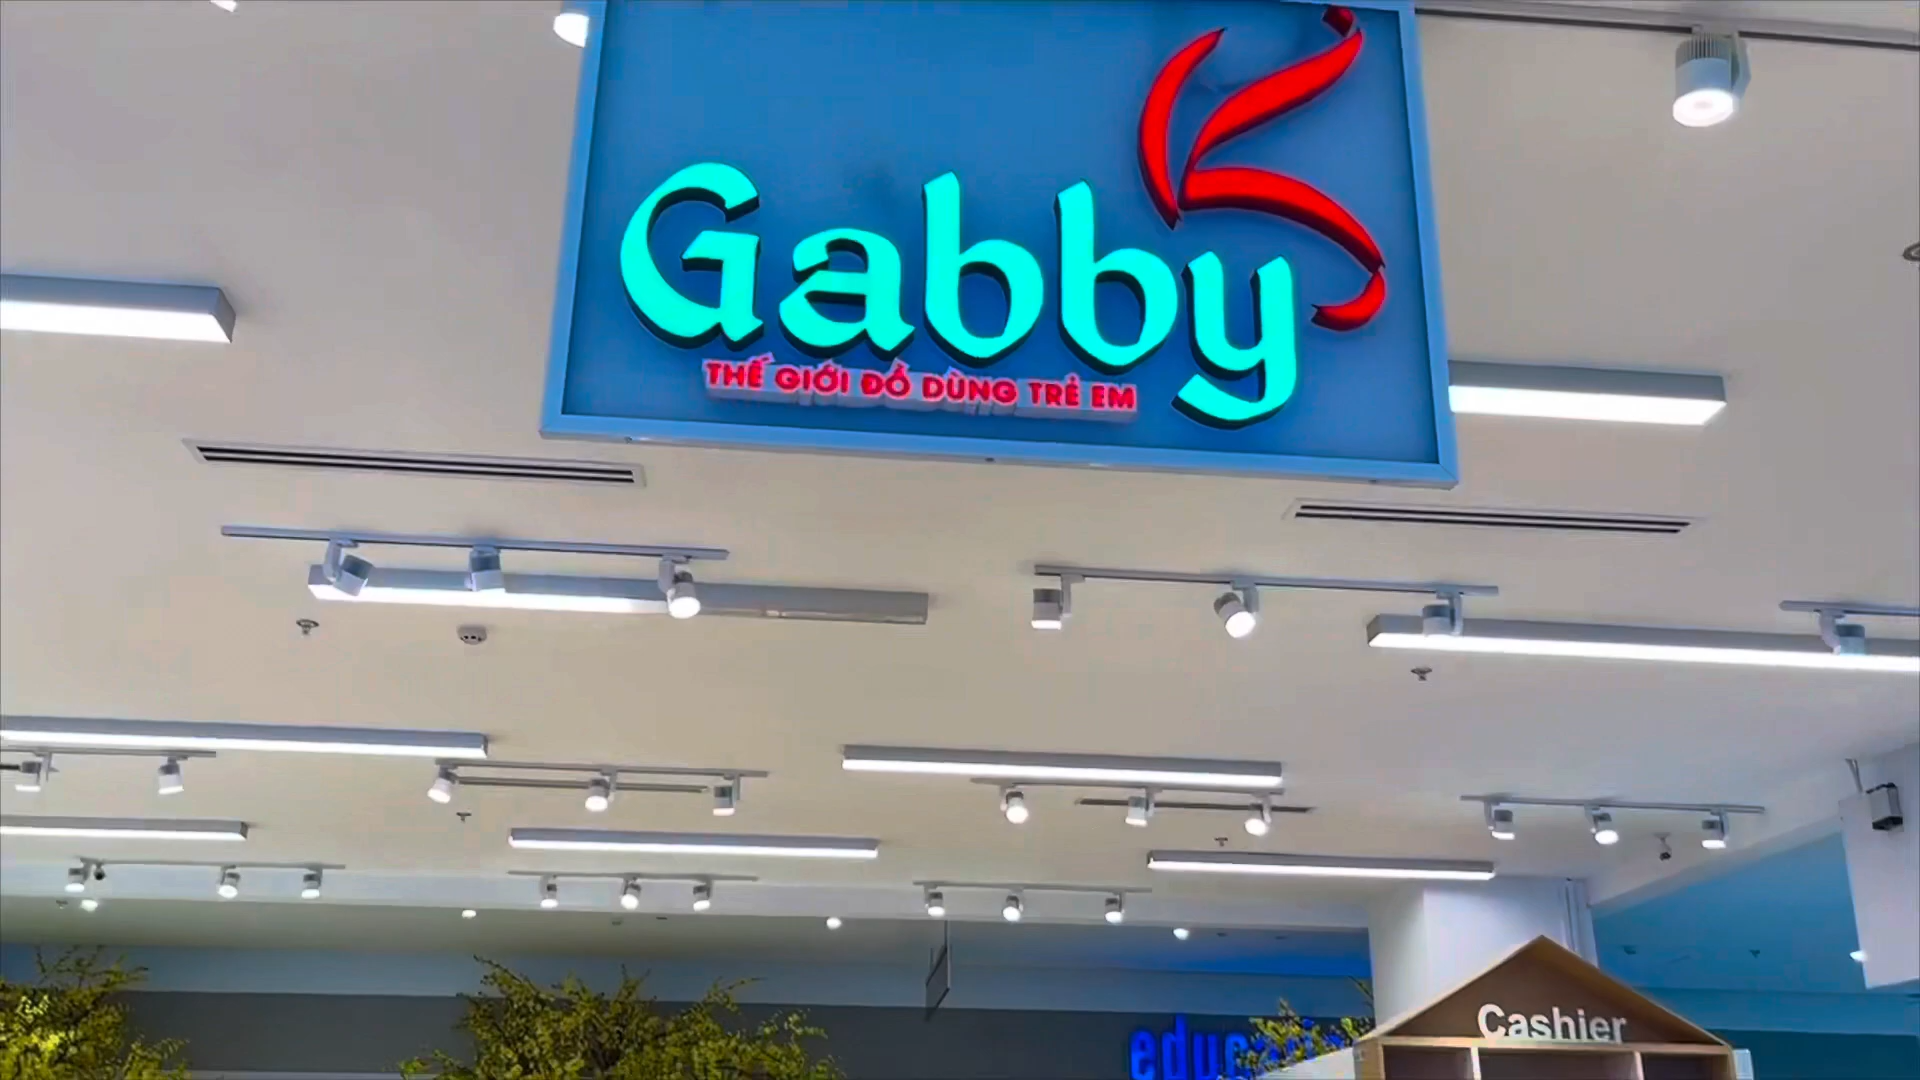 Gabby
THẾ GIỚI ĐỒ DÙNG TRẺ EM
Cashier